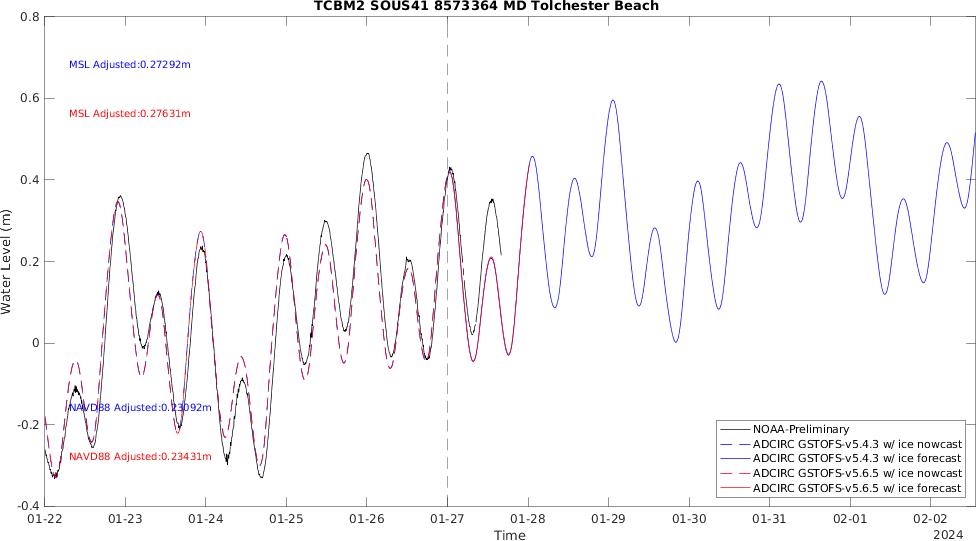 TCBM2 SOUS41 8573364 MD Tolchester Beach
Water Level (m)
0.8
0.6
0.4
0.2
0
-0.2
-0.4
MSL Adjusted:0.27292m
MSL Adjusted:0.27631m
NAVD88 Adjusted:0.23092m
NAVD88 Adjusted:0.23431m
NOAA-Preliminary
ADCIRC GSTOFS-v5.4.3 w/ ice nowcast
ADCIRC GSTOFS-v5.4.3 w/ ice forecast
ADCIRC GSTOFS-v5.6.5 w/ ice nowcast
ADCIRC GSTOFS-v5.6.5 w/ ice forecast
01-22 01-23 01-24 01-25 01-26 01-27 01-28 01-29 01-30 01-31 02-01 02-02
2024
Time